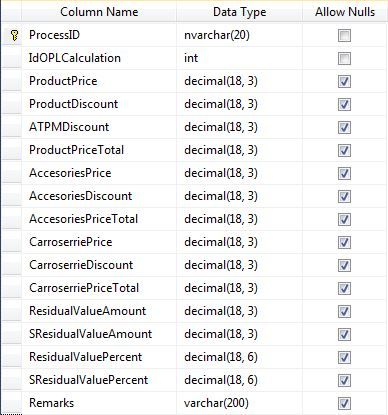 Column Name Data Type Allow Nulls
ProcessID nvarchar(20)
IdOPLCalculation int
ProductPrice decimal(18, 3)
ProductDiscount decimal(18, 3)
ATPMDiscount decimal(18, 3)
ProductPriceTotal decimal(18, 3)
AccesoriesPrice decimal(18, 3)
AccesoriesDiscount decimal(18, 3)
AccesoriesPriceTotal decimal(18, 3)
CarroserriePrice decimal(18, 3)
CarroserrieDiscount decimal(18, 3)
CarroserriePriceTotal decimal(18, 3)
ResidualValueAmount decimal(18, 3)
SResidualValueAmount decimal(18, 3)
ResidualValuePercent decimal(18, 6)
SResidualValuePercent decimal(18, 6)
Remarks varchar(200)